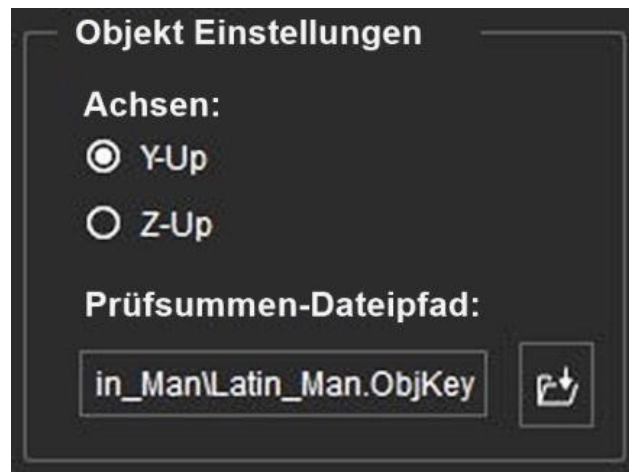 Objekt Einstellungen
Achsen:
Y-Up
Z-Up
Prüfsummen-Dateipfad:
in_Man\Latin_Man.ObjKey